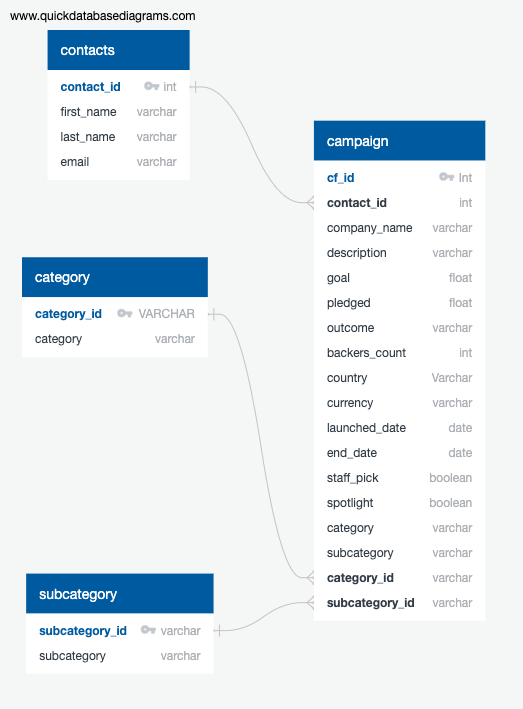 www.quickdatabasediagrams.com
contacts
contact_id int
first_name varchar
last_name varchar
email varchar
campaign
cf_id Int
contact_id int
company_name varchar
description varchar
goal float
pledged float
outcome varchar
backers_count int
country Varchar
currency varchar
launched_date date
end_date date
staff_pick boolean
spotlight boolean
category varchar
subcategory varchar
category_id varchar
subcategory_id varchar
category
category_id VARCHAR
category varchar
subcategory
subcategory_id varchar
subcategory varchar